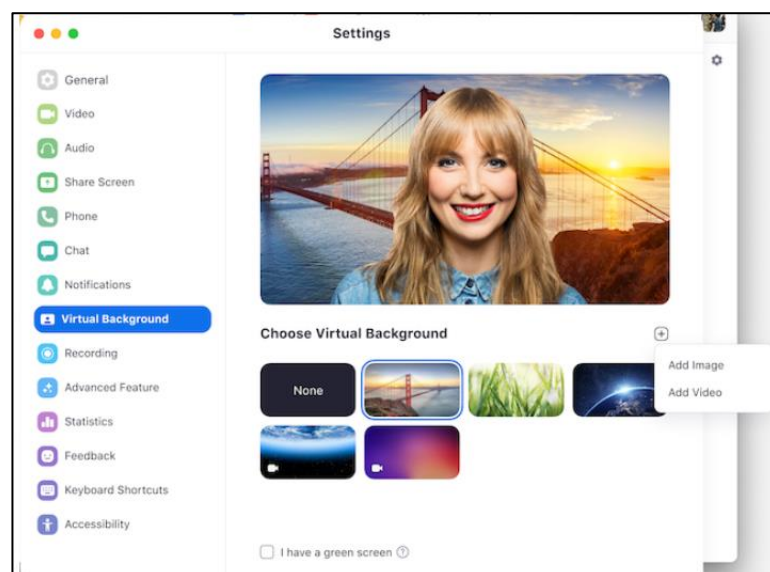 Settings
General
Video
Audio
Share Screen
Phone
Chat
Notifications
Virtual Background
Recording
Advanced Feature
Statistics
Feedback
Keyboard Shortcuts
Accessibility
Choose Virtual Background
Add Image
Add Video
None
I have a green screen